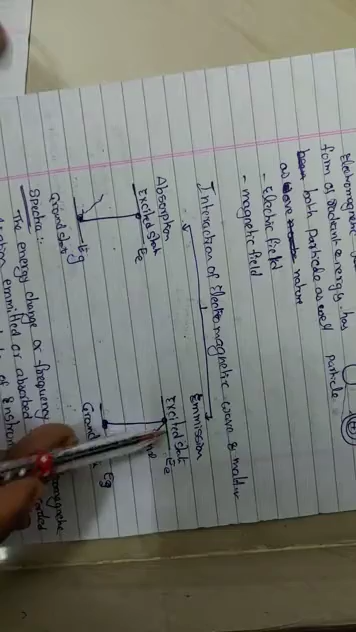 Electromagnetic
form of radiant energy, has
both particle as well
as wave nature
particle
- Electric field
- magnetic field
Interaction of Electromagnetic wave &
Absorption
Emmission
Excited state Ee
Excited state Ee
Ground state Eg
Ground Eg
Spectra:-
The energy change or frequency
emmitted or absorbed